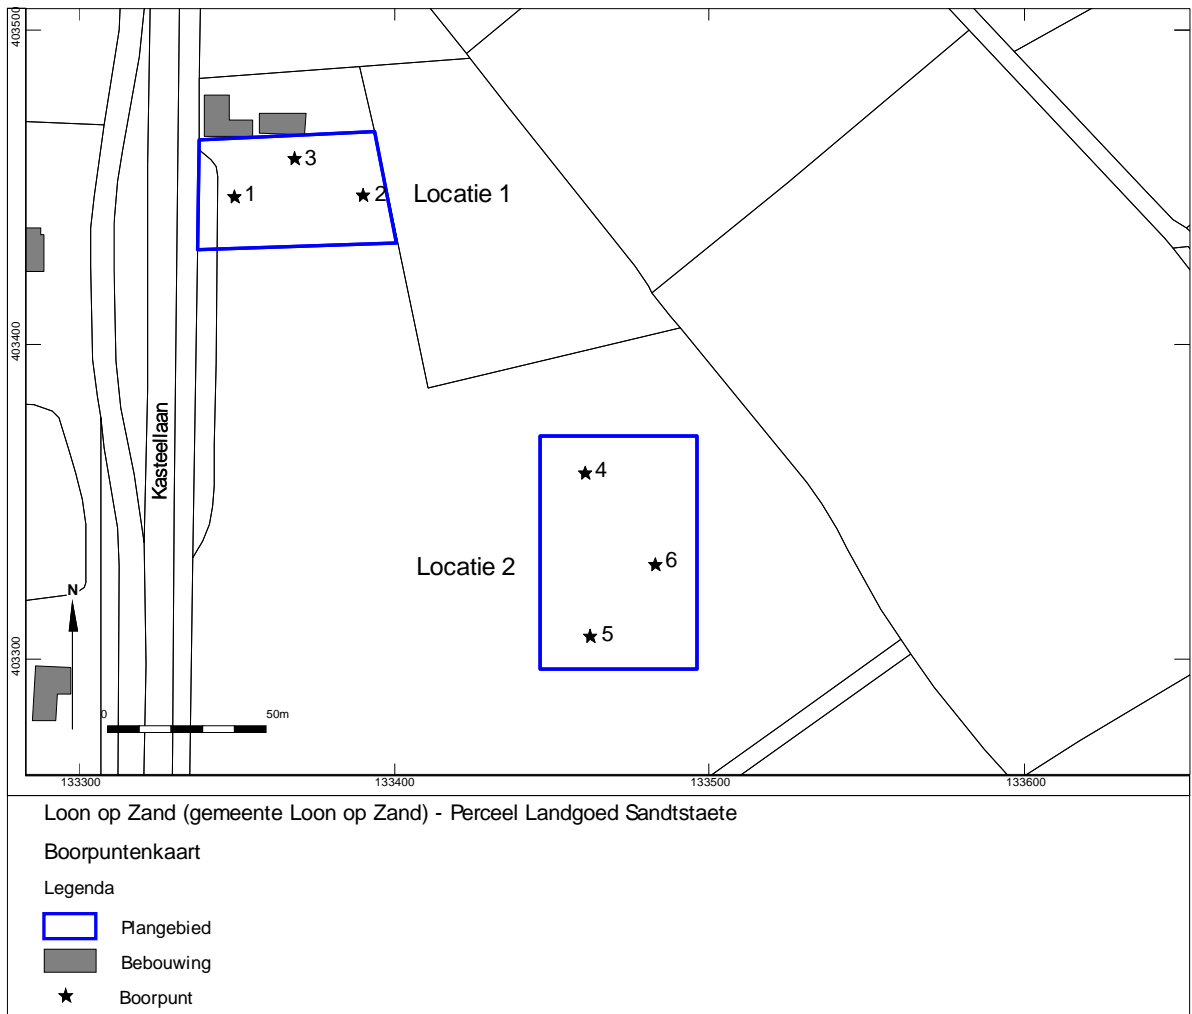 403500
3
1
2
Locatie 1
403400
Kasteellaan
4
Locatie 2
6
N
5
403300
0
50m
133300
133400
133500
133600
Loon op Zand (gemeente Loon op Zand) - Perceel Landgoed Sandtstaete
Boorpuntenkaart
Legenda
Plangebied
Bebouwing
Boorpunt